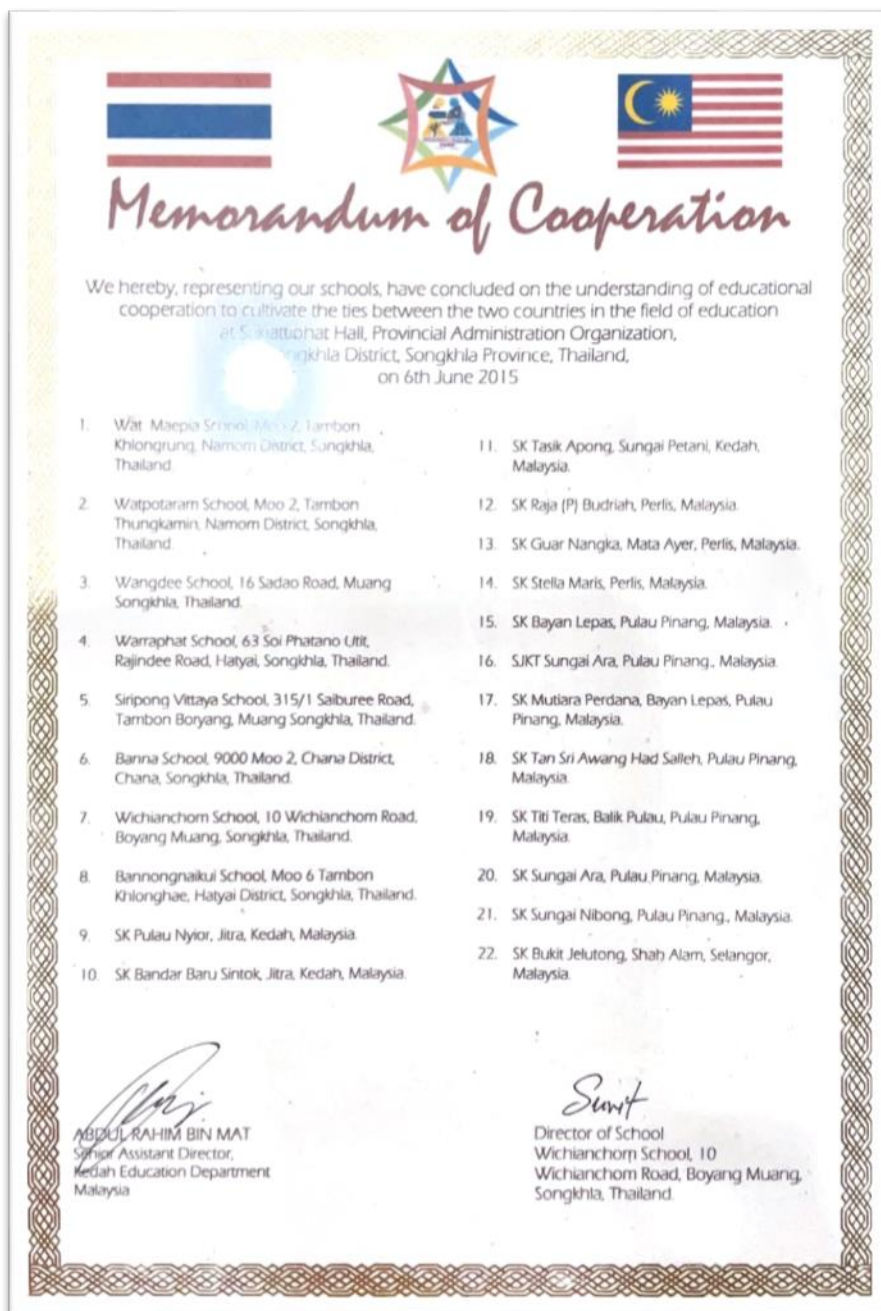 Memorandum of Cooperation
We hereby, representing our schools, have concluded on the understanding of educational
cooperation to cultivate the ties between the two countries in the field of education
at Hall, Provincial Administration Organization,
District, Songkhla Province, Thailand,
on 6th June 2015
1. Wat Maepia School, Moo 2, Tambon
Khlongrung, Namom District, Songkhla,
Thailand.
2. Watpotaram School, Moo 2, Tambon
Thungkamin, Namom District, Songkhla,
Thailand.
3. Wangdee School, 16 Sadao Road, Muang
Songkhla, Thailand.
4. Warraphat School, 63 Soi Phatano Utit,
Rajindee Road, Hatyai, Songkhla, Thailand.
5. Siripong Vittaya School, 315/1 Saiburee Road,
Tambon Boryang, Muang Songkhla, Thailand.
6. Banna School, 9000 Moo 2, Chana District,
Chana, Songkhla, Thailand.
7. Wichianchom School, 10 Wichianchom Road,
Boyang Muang, Songkhla, Thailand.
8. Bannongnaikui School, Moo 6 Tambon
Khlonghae, Hatyai District, Songkhla, Thailand.
9. SK Pulau Nyior, Jitra, Kedah, Malaysia.
10. SK Bandar Baru Sintok, Jitra, Kedah, Malaysia.
11. SK Tasik Apong, Sungai Petani, Kedah,
Malaysia.
12. SK Raja (P) Budriah, Perlis, Malaysia.
13. SK Guar Nangka, Mata Ayer, Perlis, Malaysia.
14. SK Stella Maris, Perlis, Malaysia.
15. SK Bayan Lepas, Pulau Pinang, Malaysia.
16. SJKT Sungai Ara, Pulau Pinang., Malaysia.
17. SK Mutiara Perdana, Bayan Lepas, Pulau
Pinang, Malaysia.
18. SK Tan Sri Awang Had Salleh, Pulau Pinang,
Malaysia.
19. SK Titi Teras, Balik Pulau, Pulau Pinang,
Malaysia.
20. SK Sungai Ara, Pulau Pinang, Malaysia.
21. SK Sungai Nibong, Pulau Pinang., Malaysia.
22. SK Bukit Jelutong, Shah Alam, Selangor,
Malaysia.
ABDUL RAHIM BIN MAT
Senior Assistant Director,
Kedah Education Department
Malaysia
Director of School
Wichianchorn School, 10
Wichianchorn Road, Boyang Muang,
Songkhla, Thailand.